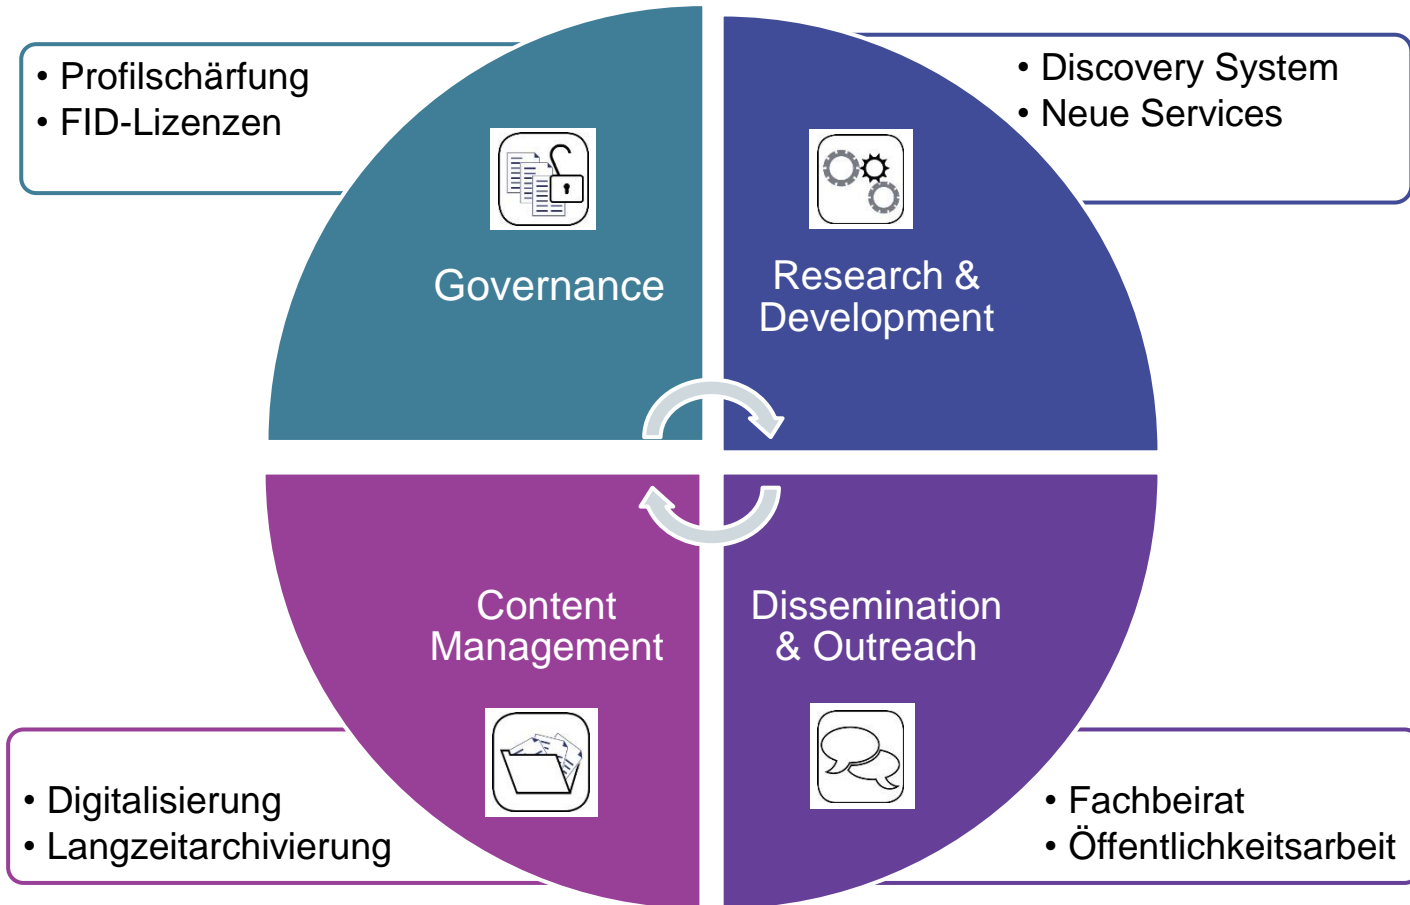 • Profilschärfung
• FID-Lizenzen
Governance
• Discovery System
• Neue Services
Research &
Development
Content
Management
• Digitalisierung
• Langzeitarchivierung
Dissemination
& Outreach
• Fachbeirat
• Öffentlichkeitsarbeit